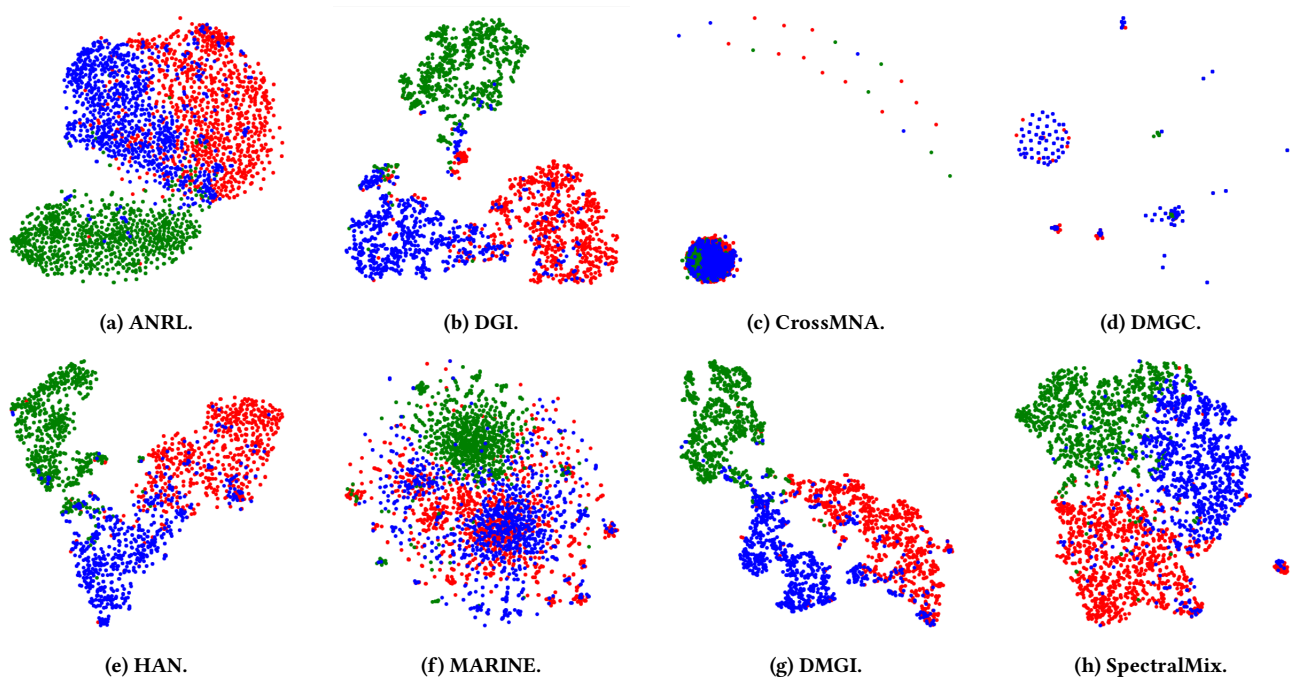 (a) ANRL.
(b) DGI.
(c) CrossMNA.
(d) DMGC.
(e) HAN.
(f) MARINE.
(g) DMGI.
(h) SpectralMix.